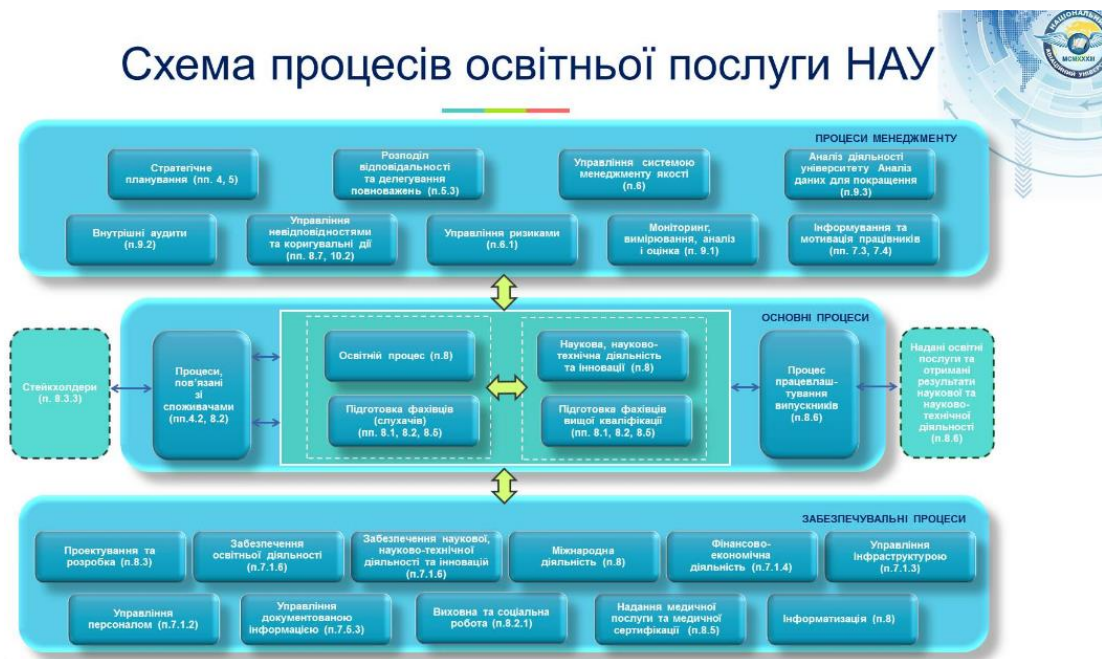 Схема процесів освітньої послуги НАУ
НАЦІОНАЛЬНИЙ
АВІАЦІЙНИЙ УНІВЕРСИТЕТ
MCMXXXIII
ПРОЦЕСИ МЕНЕДЖМЕНТУ
Стратегічне
планування (пп. 4, 5)
Розподіл
відповідальності
та делегування
повноважень (п.5.3)
Управління системою
менеджменту якості
(п.6)
Аналіз діяльності
університету Аналіз
даних для покращення
(п.9.3)
Внутрішні аудити
(п.9.2)
Управління
невідповідностями
та коригувальні дії
(пп. 8.7, 10.2)
Управління ризиками
(п.6.1)
Моніторинг,
вимірювання, аналіз
і оцінка (п. 9.1)
Інформування та
мотивація працівників
(пп. 7.3, 7.4)
ОСНОВНІ ПРОЦЕСИ
Стейкхолдери
(п. 8.3.3)
Процеси,
пов'язані
зі
споживачами
(пп.4.2, 8.2)
Освітній процес (п.8)
Підготовка фахівців
(слухачів)
(пп. 8.1, 8.2, 8.5)
Наукова, науково-
технічна діяльність
та інновації (п.8)
Підготовка фахівців
вищої кваліфікації
(пп. 8.1, 8.2, 8.5)
Процес
працевлаш-
тування
випускників
(п.8.6)
Надані освітні
послуги та
отримані
результати
наукової та
науково-
технічної
діяльності
(п.8.6)
ЗАБЕЗПЕЧУВАЛЬНІ ПРОЦЕСИ
Проектування та
розробка (п.8.3)
Забезпечення
освітньої діяльності
(п.7.1.6)
Забезпечення наукової,
науково-технічної
діяльності та інновацій
(п.7.1.6)
Міжнародна
діяльність (п.8)
Фінансово-
економічна
діяльність (п.7.1.4)
Управління
інфраструктурою
(п.7.1.3)
Управління
персоналом (п.7.1.2)
Управління
документованою
інформацією (п.7.5.3)
Виховна та соціальна
робота (п.8.2.1)
Надання медичної
послуги та медичної
сертифікації (п.8.5)
Інформатизація (п.8)